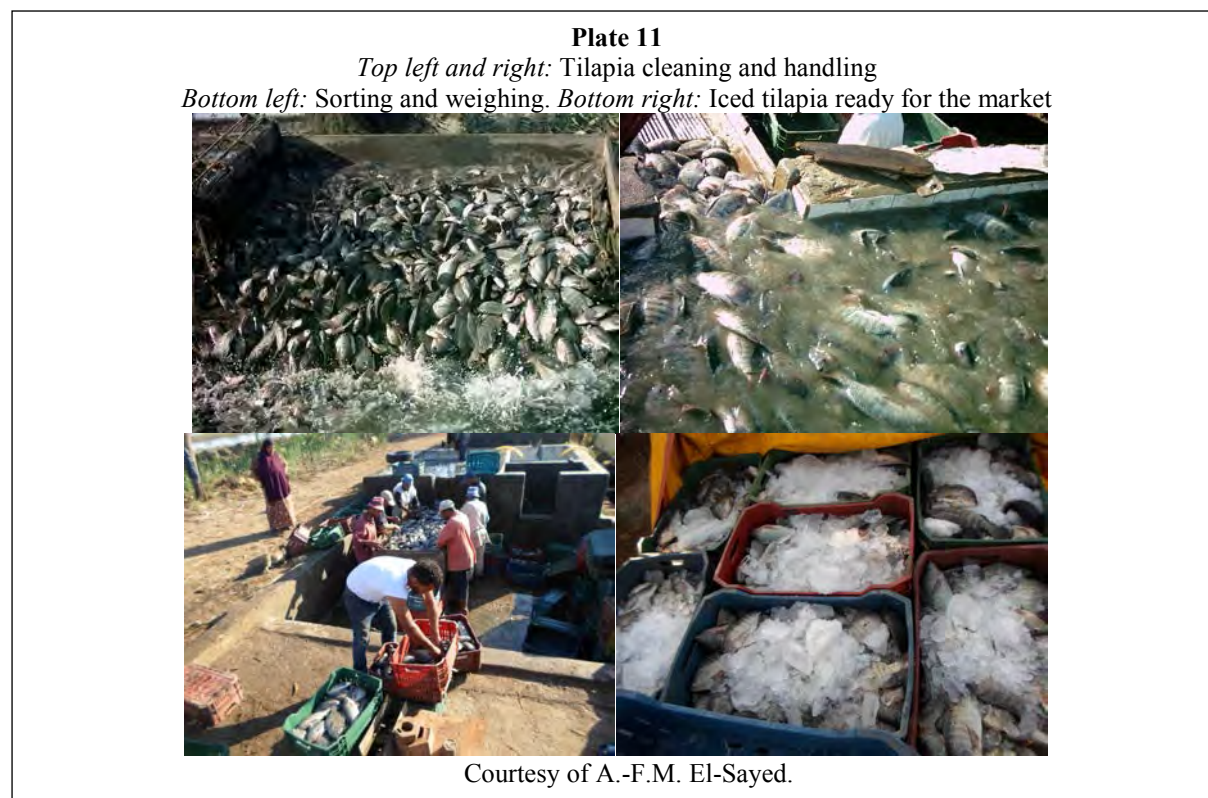 Plate 11
Top left and right: Tilapia cleaning and handling
Bottom left: Sorting and weighing. Bottom right: Iced tilapia ready for the market
Courtesy of A.-F.M. El-Sayed.